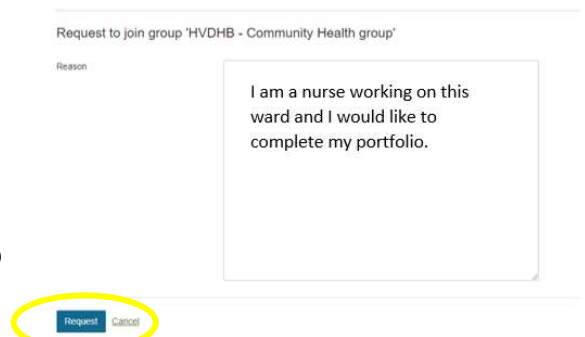 Request to join group 'HVDHB - Community Health group'
Reason
I am a nurse working on this
ward and I would like to
complete my portfolio.
Request Cancel